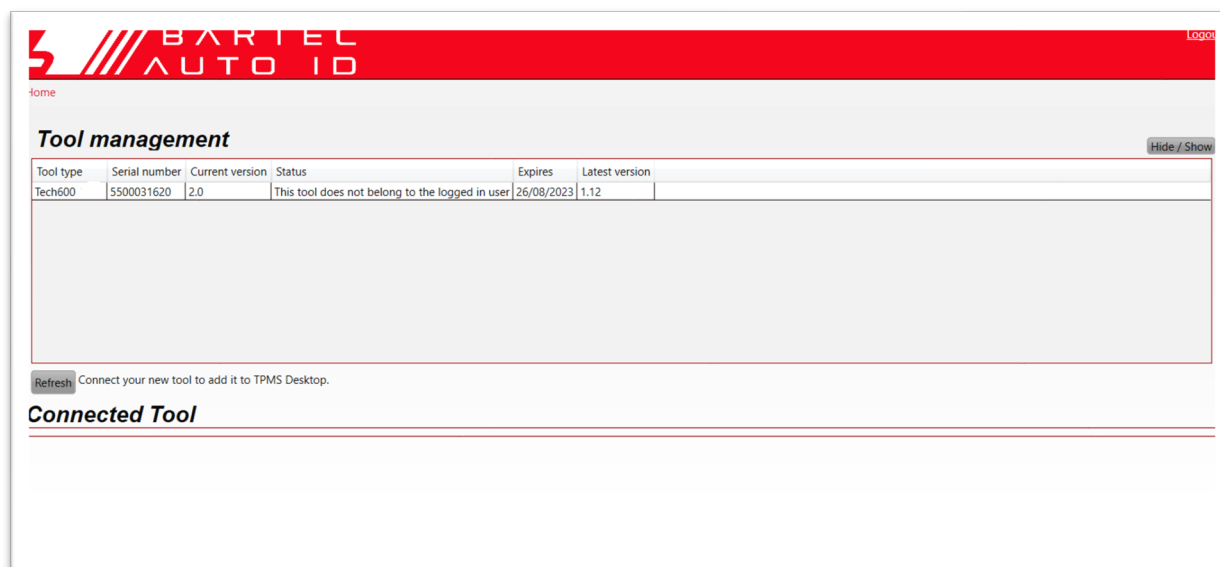 BARTEL
AUTO ID
Home
Tool management
Hide / Show
Tool type Serial number Current version Status Expires Latest version
Tech600 5500031620 2.0 This tool does not belong to the logged in user 26/08/2023 1.12
Refresh Connect your new tool to add it to TPMS Desktop.
Connected Tool